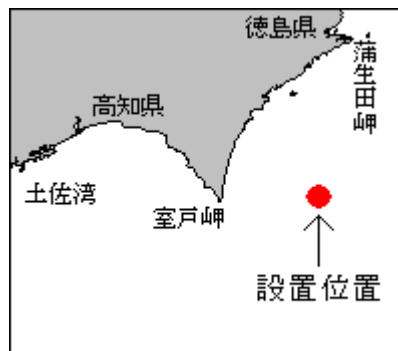 徳島県
蒲生田岬
高知県
土佐湾
室戸岬
設置位置